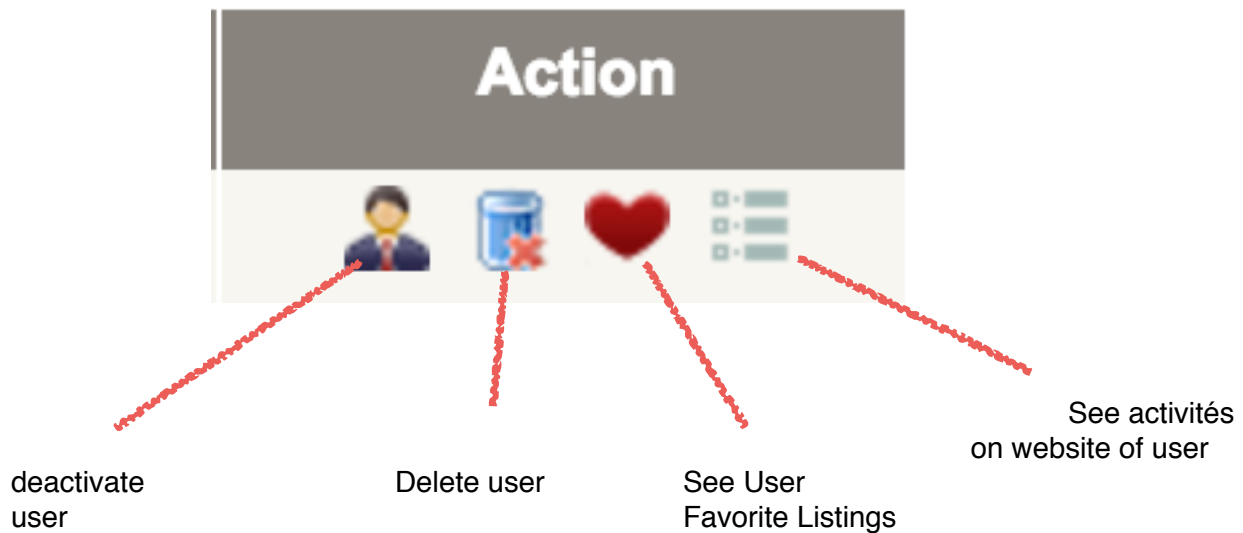 Action
See activités
on website of user
deactivate
user
Delete user
See User
Favorite Listings